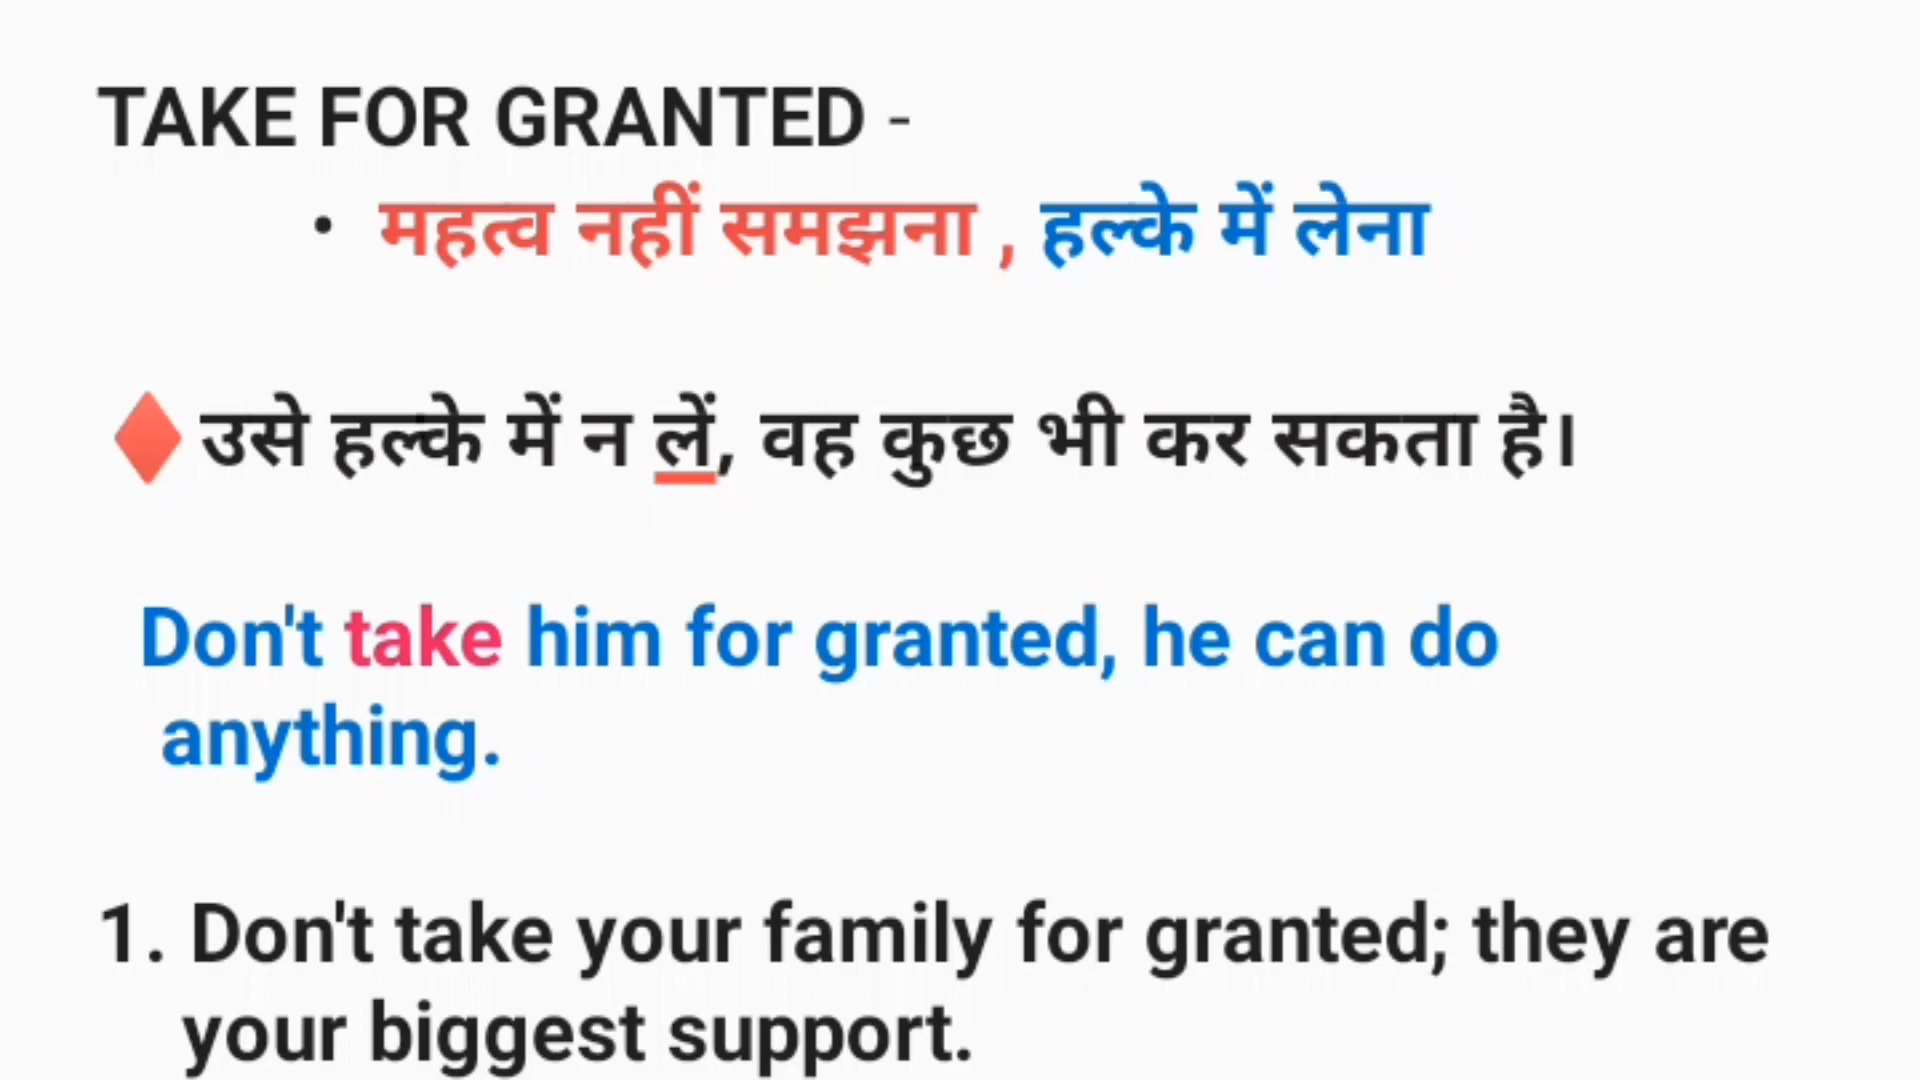 TAKE FOR GRANTED -
• महत्व नहीं समझना , हल्के में लेना
♦ उसे हल्के में न लें, वह कुछ भी कर सकता है।
Don't take him for granted, he can do
anything.
1. Don't take your family for granted; they are
your biggest support.